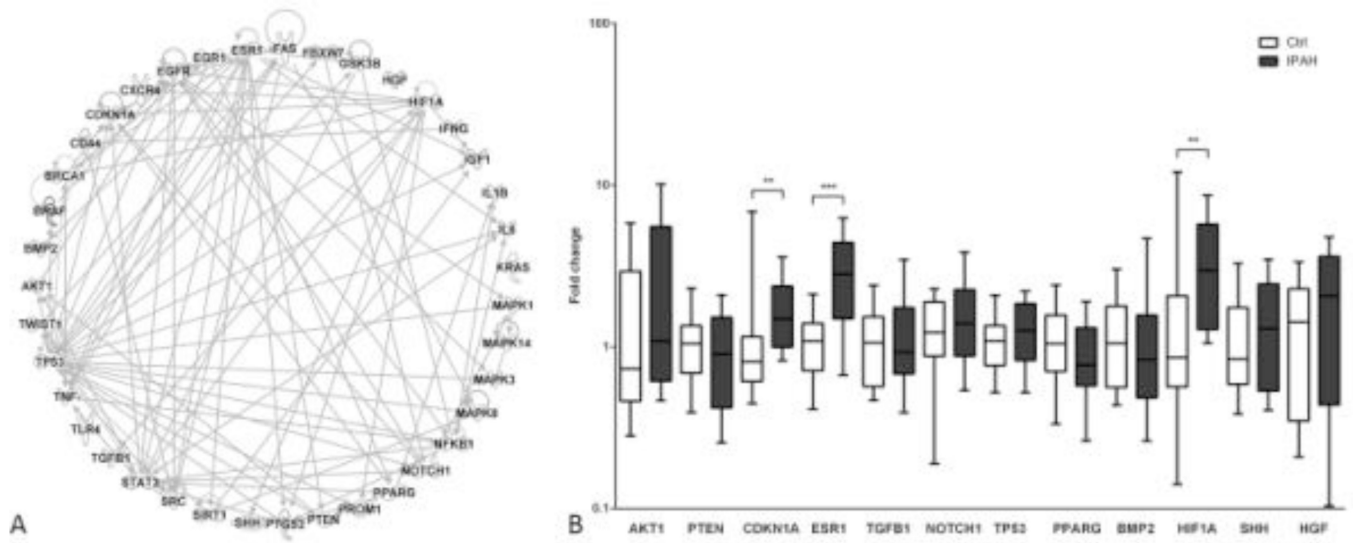 ESR1
FAS
FBXW7
GSK3B
HGF
HIF1A
IFNG
IGF1
IL1B
IL6
KRAS
MAPK1
MAPK14
MAPK3
MAPK8
NFKB1
NOTCH1
PPARG
PROM1
PTEN
PTGS2
SHH
SIRT1
SRC
STAT3
TGFB1
TLR4
TNF
TP53
TWIST1
AKT1
BMP2
BRAF
BRCA1
CD44
CDKN1A
CXCR4
EGFR
EGR1
A
100
10
1
0.1
Fold change
Ctrl
IPAH
**
***
**
AKT1 PTEN CDKN1A ESR1 TGFB1 NOTCH1 TP53 PPARG BMP2 HIF1A SHH HGF
B